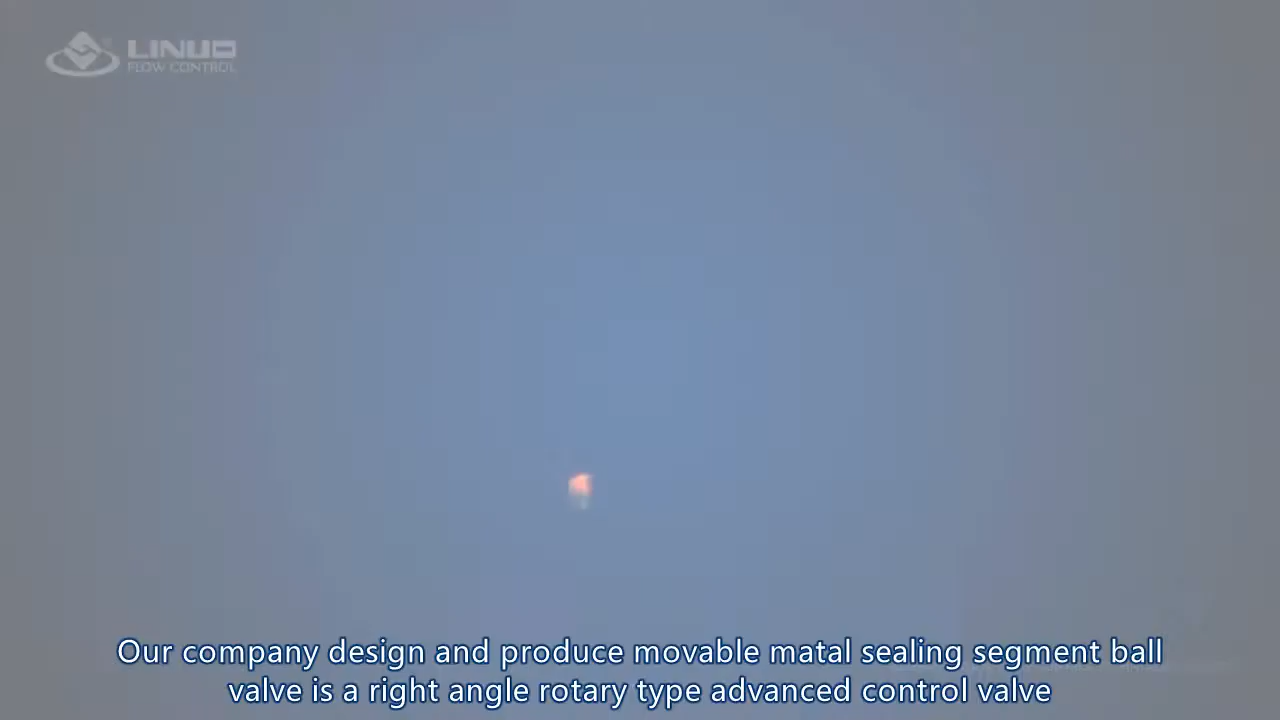 LINUO
FLOW CONTROL
Our company design and produce movable matal sealing segment ball
valve is a right angle rotary type advanced control valve